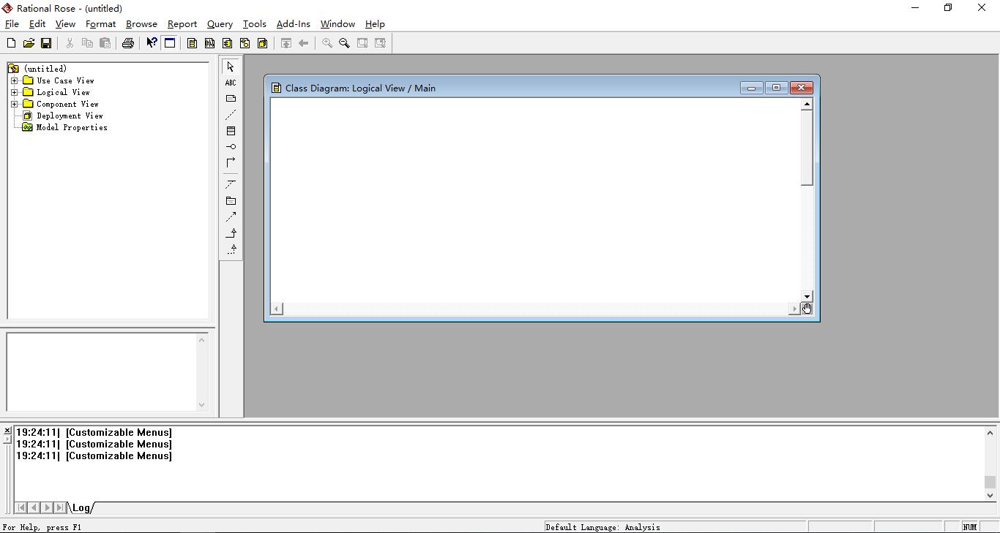 Rational Rose - (untitled)
File Edit View Format Browse Report Query Tools Add-Ins Window Help
(untitled)
Use Case View
Logical View
Component View
Deployment View
Model Properties
ABC
Class Diagram: Logical View / Main
19:24:11| [Customizable Menus]
19:24:11| [Customizable Menus]
19:24:11| [Customizable Menus]
Log
For Help, press F1
Default Language: Analysis
NUM